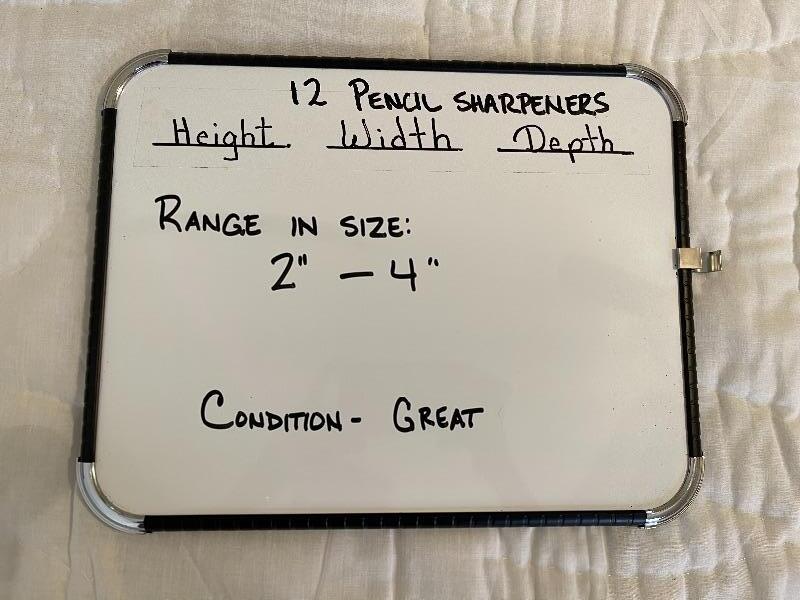 12 PENCIL SHARPENERS
Height. Width Depth
RANGE IN SIZE:
2" - 4"
CONDITION - GREAT